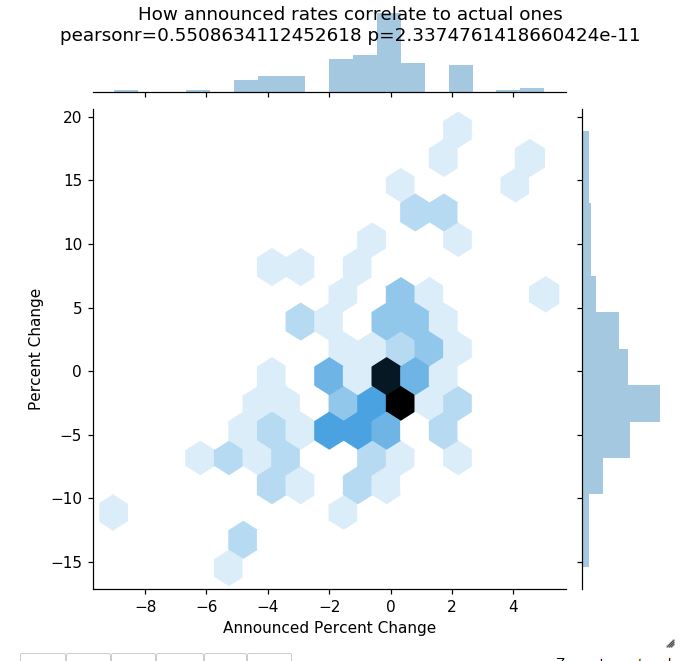 How announced rates correlate to actual ones
pearsonr=0.5508634112452618 p=2.3374761418660424e-11
20
15
10
5
0
−5
−10
−15
Percent Change
−8 −6 −4 −2 0 2 4
Announced Percent Change